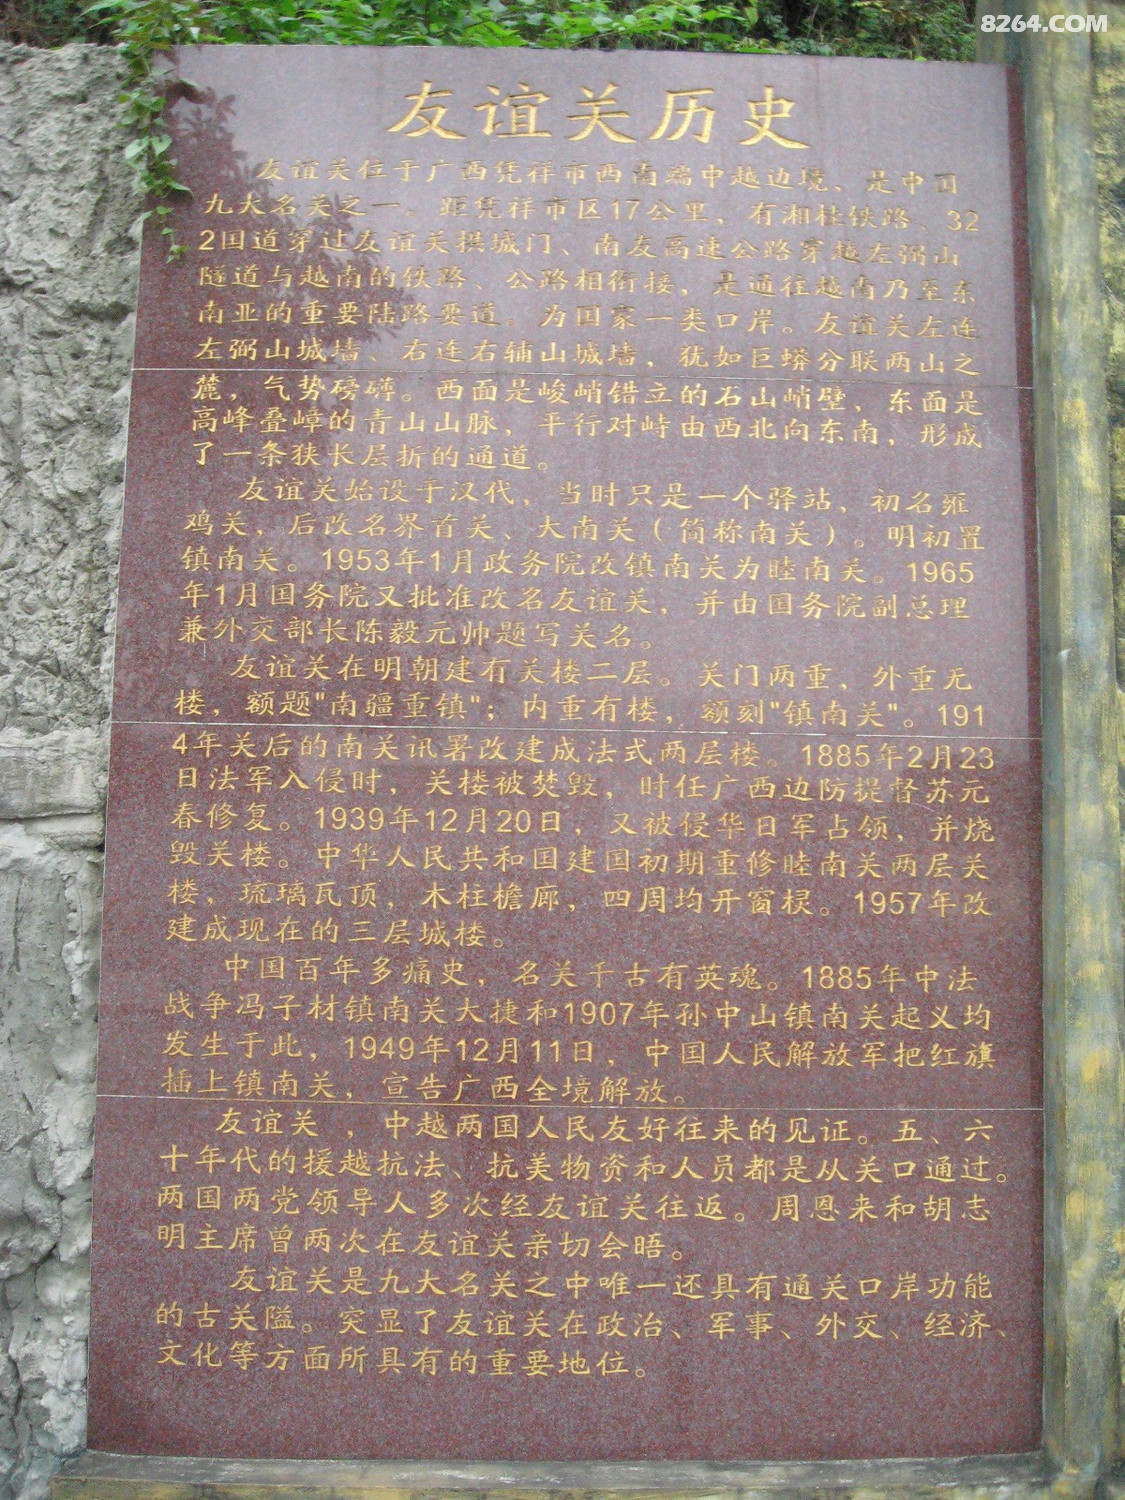 8264.COM
友谊关历史
友谊关位于广西凭祥市西南端中越边境，是中国
九大名关之一。距凭祥市区17公里，有湘桂铁路、32
2国道穿过友谊关拱城门、南友高速公路穿越左弼山
隧道与越南的铁路、公路相衔接，是通往越南乃至东
南亚的重要陆路要道。为国家一类口岸。友谊关左连
左弼山城墙、右连右辅山城墙，犹如巨蟒分联两山之
麓，气势磅礴。西面是峻峭错立的石山峭壁，东面是
高峰叠嶂的青山山脉，平行对峙由西北向东南，形成
了一条狭长层折的通道。
友谊关始设于汉代，当时只是一个驿站，初名雍
鸡关，后改名界首关、大南关（简称南关）。明初置
镇南关。1953年1月政务院改镇南关为睦南关。1965
年1月国务院又批准改名友谊关，并由国务院副总理
兼外交部长陈毅元帅题写关名。
友谊关在明朝建有关楼二层。关门两重，外重无
楼，额题"南疆重镇"；内重有楼，额刻"镇南关"。191
4年关后的南关讯署改建成法式两层楼。1885年2月23
日法军入侵时，关楼被焚毁，时任广西边防提督苏元
春修复。1939年12月20日，又被侵华日军占领，并烧
毁关楼。中华人民共和国建国初期重修睦南关两层关
楼，琉璃瓦顶，木柱檐廊，四周均开窗棂。1957年改
建成现在的三层城楼。
中国百年多痛史，名关千古有英魂。1885年中法
战争冯子材镇南关大捷和1907年孙中山镇南关起义均
发生于此，1949年12月11日，中国人民解放军把红旗
插上镇南关，宣告广西全境解放。
友谊关 ，中越两国人民友好往来的见证。五、六
十年代的援越抗法、抗美物资和人员都是从关口通过。
两国两党领导人多次经友谊关往返。周恩来和胡志
明主席曾两次在友谊关亲切会晤。
友谊关是九大名关之中唯一还具有通关口岸功能
的古关隘。突显了友谊关在政治、军事、外交、经济、
文化等方面所具有的重要地位。